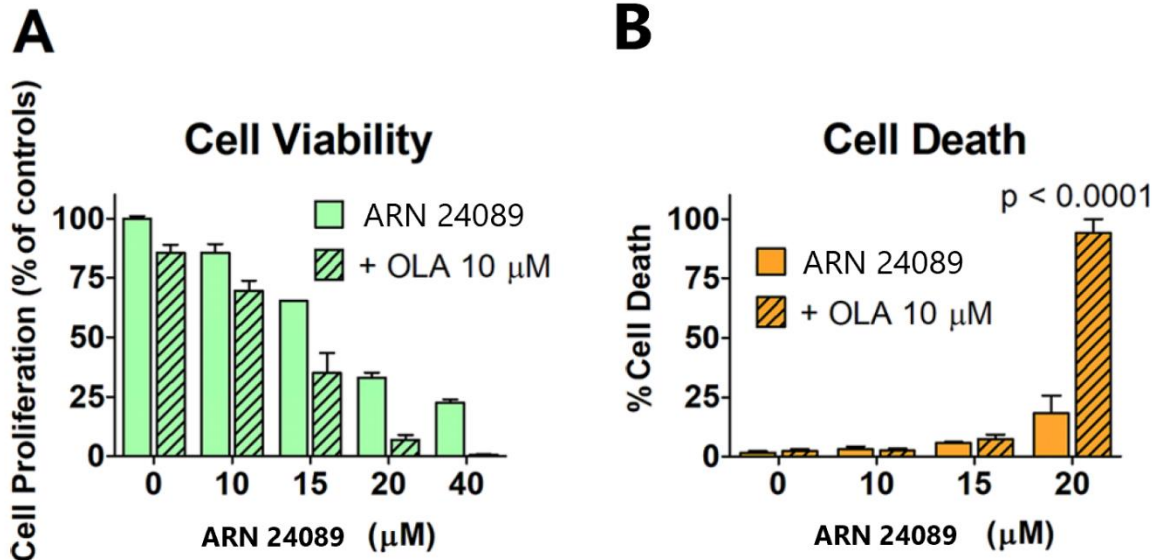 A
Cell Viability
Cell Proliferation (% of controls)
100
75
50
25
0
ARN 24089
+ OLA 10 μM
0 10 15 20 40
ARN 24089 (μM)
B
Cell Death
p < 0.0001
% Cell Death
100
75
50
25
0
ARN 24089
+ OLA 10 μM
0 10 15 20
ARN 24089 (μM)